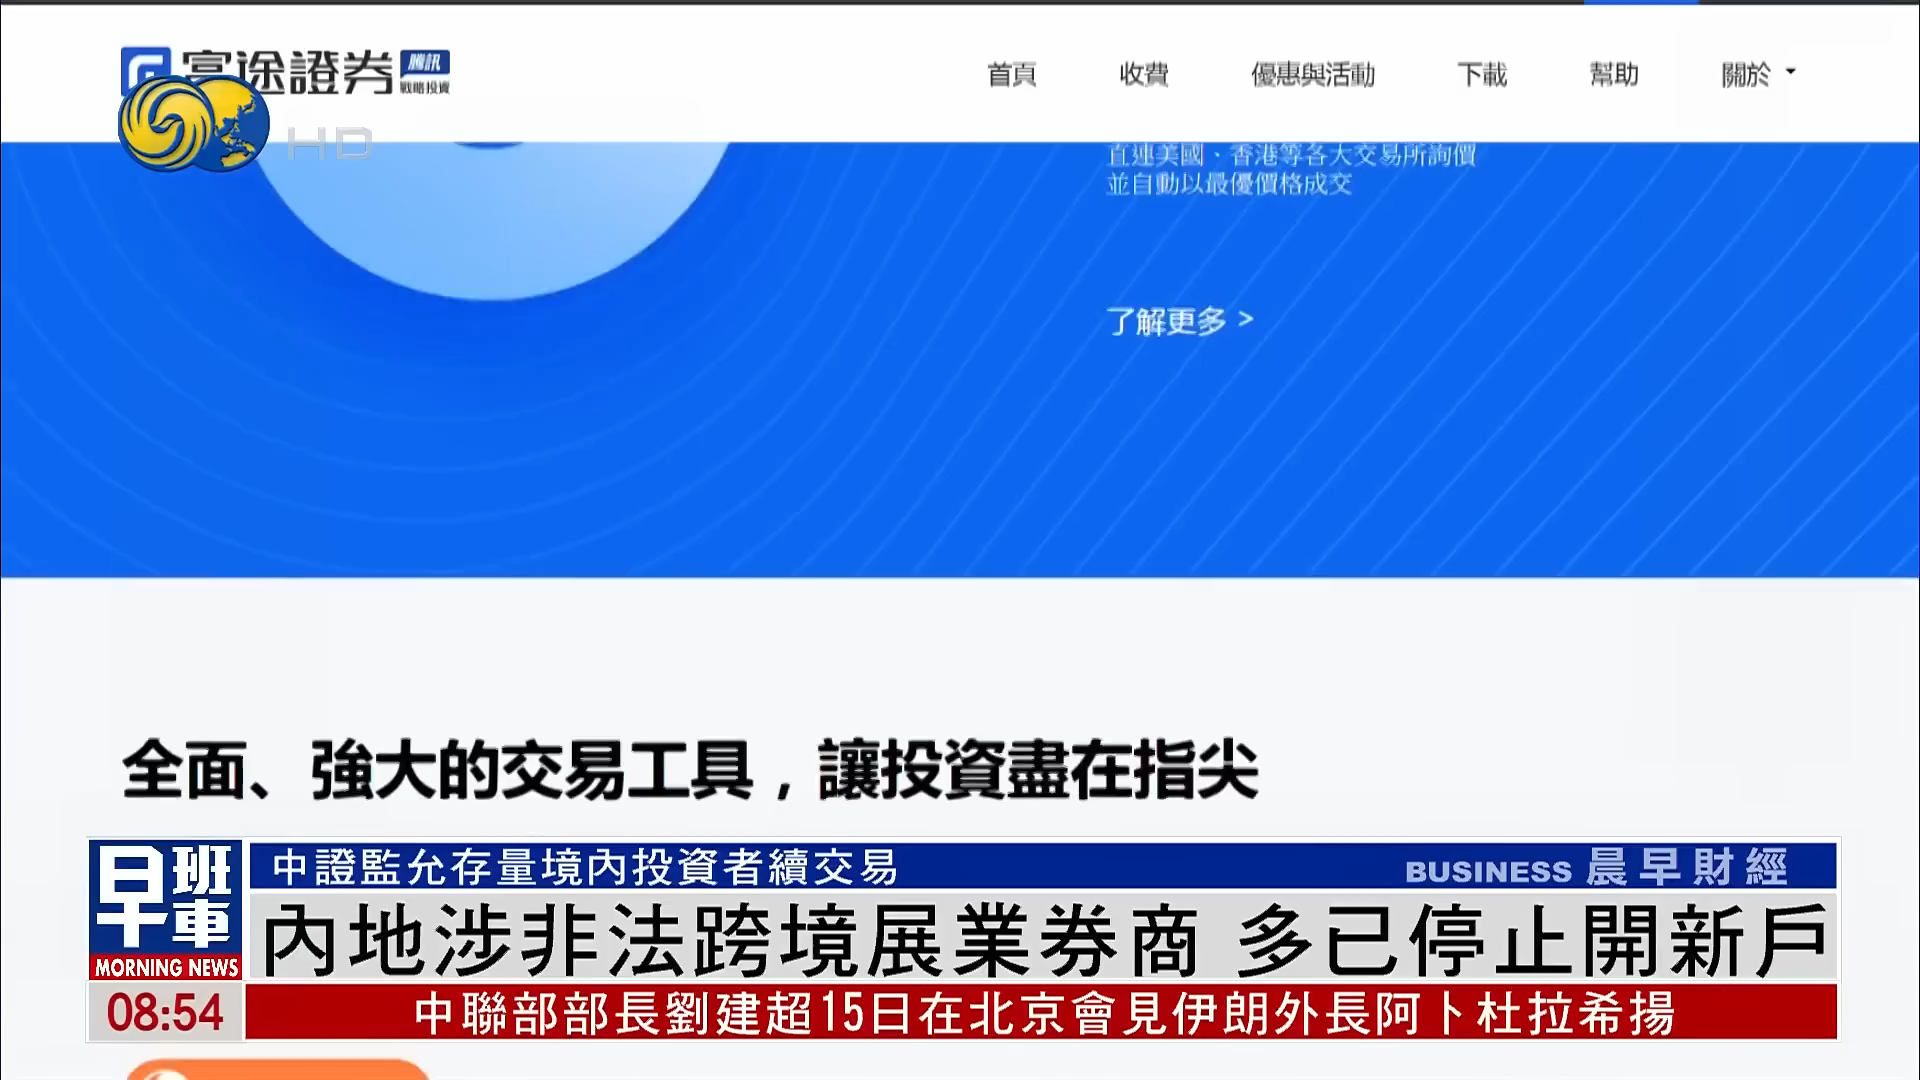 富途證券 騰訊
戰略投資
首頁 收費 優惠與活動 下載 幫助 關於
HD
直連美國、香港等各大交易所詢價
並自動以最優價格成交
了解更多 >
全面、強大的交易工具，讓投資盡在指尖
早班車
中證監允存量境內投資者續交易
BUSINESS 晨早財經
內地涉非法跨境展業券商 多已停止開新戶
MORNING NEWS
08:54
中聯部部長劉建超15日在北京會見伊朗外長阿卜杜拉希揚